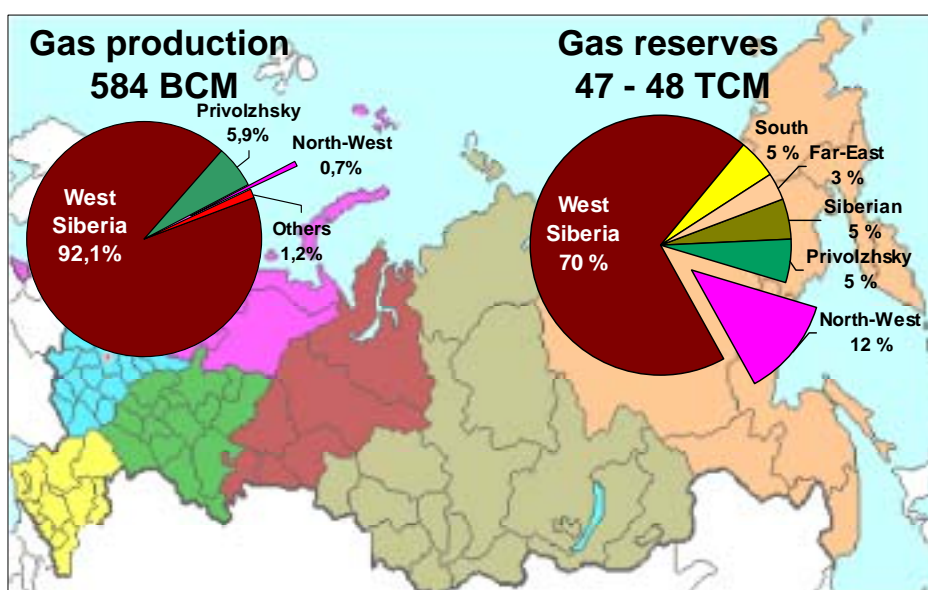 Gas production
584 BCM
Privolzhsky
5,9%
North-West
0,7%
West
Siberia
92,1%
Others
1,2%
Gas reserves
47 - 48 TCM
South
5 %
Far-East
3 %
West
Siberia
70 %
Siberian
5 %
Privolzhsky
5 %
North-West
12 %